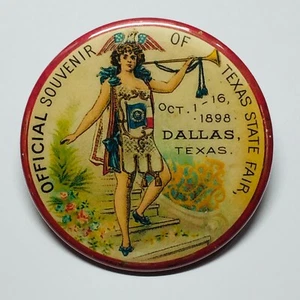 OFFICIAL SOUVENIR OF TEXAS STATE FAIR,
OCT. 1-16,
1898
DALLAS,
TEXAS.